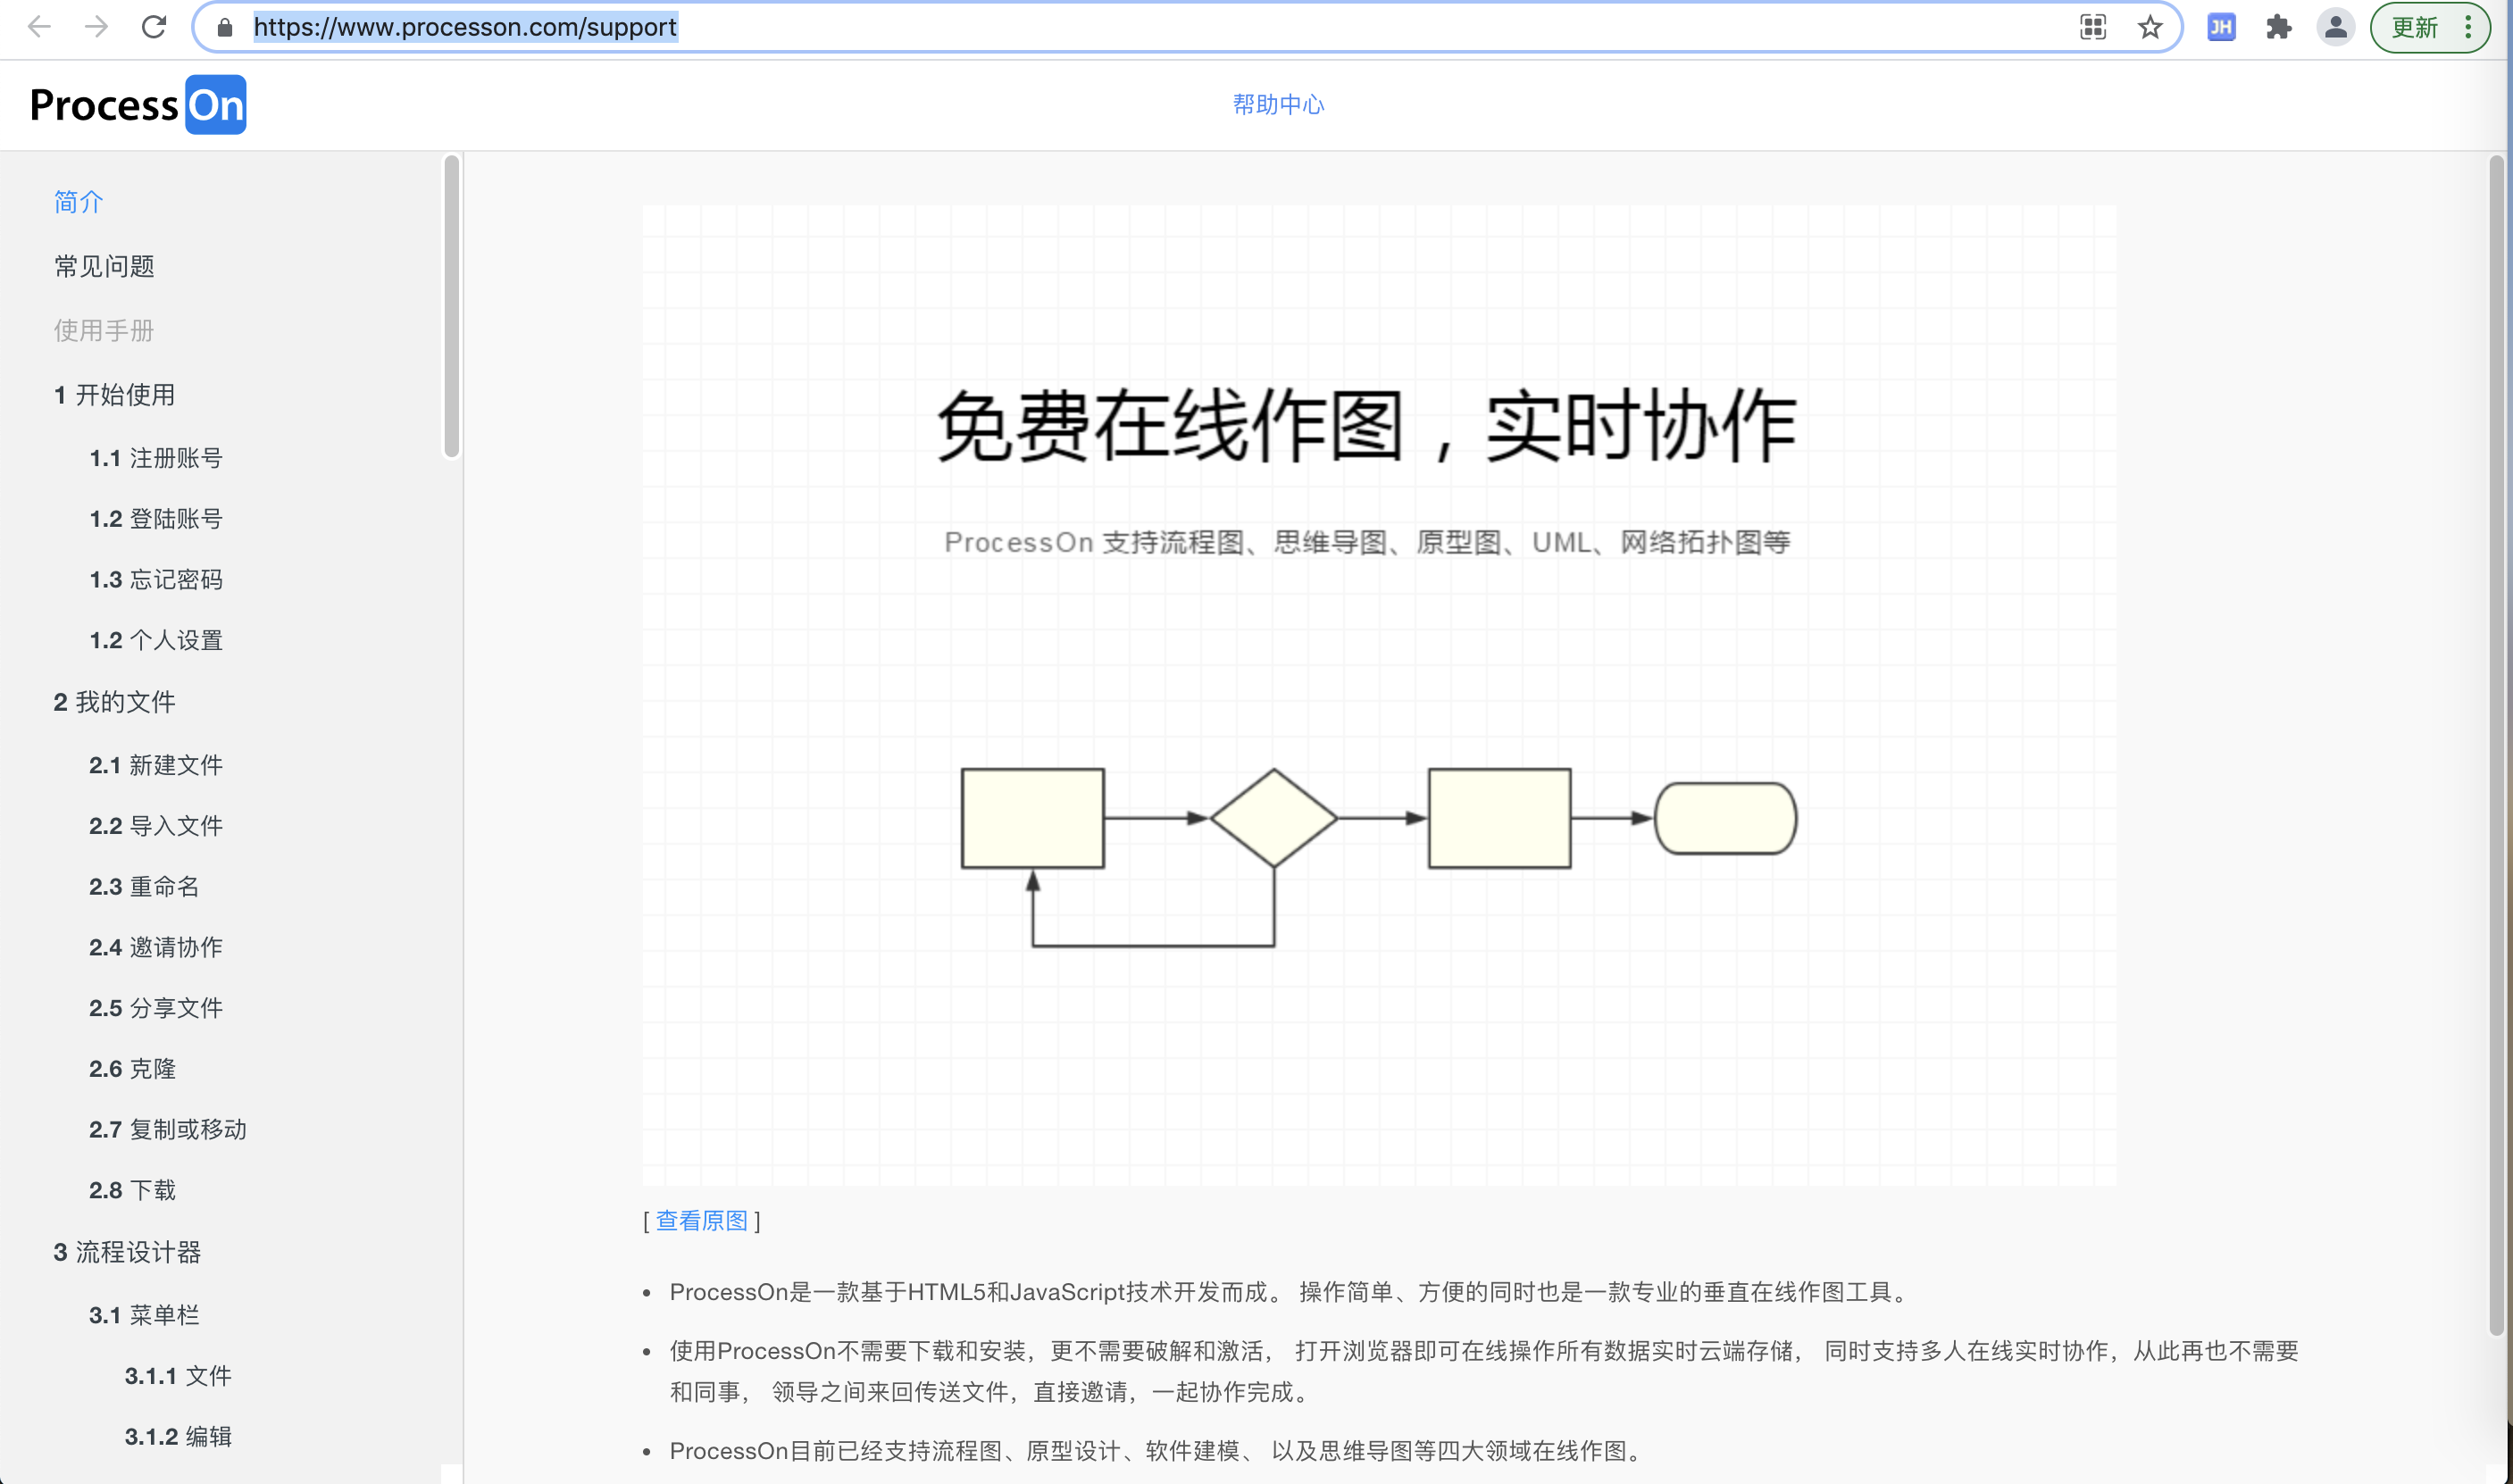 https://www.processon.com/support
JH
更新
ProcessOn
帮助中心
简介
常见问题
使用手册
1 开始使用
1.1 注册账号
1.2 登陆账号
1.3 忘记密码
1.2 个人设置
2 我的文件
2.1 新建文件
2.2 导入文件
2.3 重命名
2.4 邀请协作
2.5 分享文件
2.6 克隆
2.7 复制或移动
2.8 下载
3 流程设计器
3.1 菜单栏
3.1.1 文件
3.1.2 编辑
免费在线作图，实时协作
ProcessOn 支持流程图、思维导图、原型图、UML、网络拓扑图等
[ 查看原图 ]
• ProcessOn是一款基于HTML5和JavaScript技术开发而成。 操作简单、方便的同时也是一款专业的垂直在线作图工具。
• 使用ProcessOn不需要下载和安装，更不需要破解和激活， 打开浏览器即可在线操作所有数据实时云端存储， 同时支持多人在线实时协作，从此再也不需要
和同事， 领导之间来回传送文件，直接邀请，一起协作完成。
• ProcessOn目前已经支持流程图、原型设计、软件建模、 以及思维导图等四大领域在线作图。